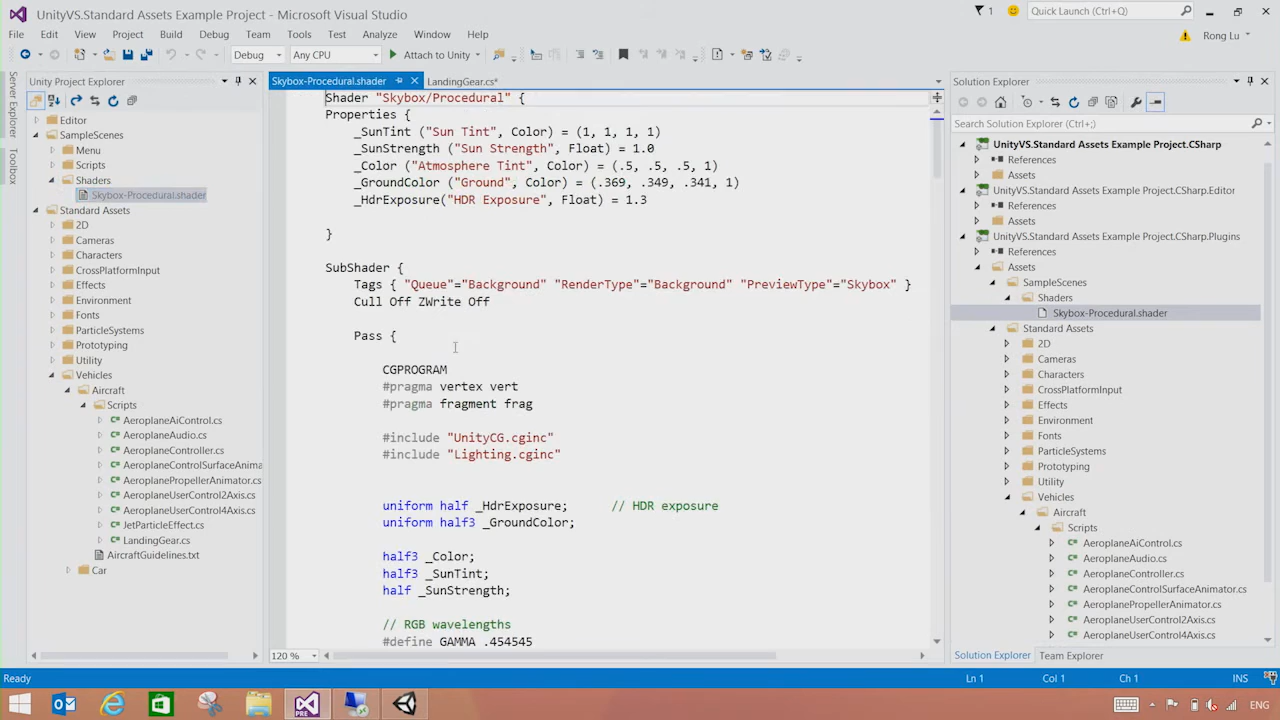 UnityVS.Standard Assets Example Project - Microsoft Visual Studio
1
Quick Launch (Ctrl+Q)
File Edit View Project Build Debug Team Tools Test Analyze Window Help
Rong Lu
Debug
Any CPU
Attach to Unity
Server Explorer
Toolbox
Unity Project Explorer
Editor
SampleScenes
Menu
Scripts
Shaders
Skybox-Procedural.shader
Standard Assets
2D
Cameras
Characters
CrossPlatformInput
Effects
Environment
Fonts
ParticleSystems
Prototyping
Utility
Vehicles
Aircraft
Scripts
AeroplaneAiControl.cs
AeroplaneAudio.cs
AeroplaneController.cs
AeroplaneControlSurfaceAnima
AeroplanePropellerAnimator.cs
AeroplaneUserControl2Axis.cs
AeroplaneUserControl4Axis.cs
JetParticleEffect.cs
LandingGear.cs
AircraftGuidelines.txt
Car
Skybox-Procedural.shader
LandingGear.cs*
Shader "Skybox/Procedural" {
Properties {
_SunTint ("Sun Tint", Color) = (1, 1, 1, 1)
_SunStrength ("Sun Strength", Float) = 1.0
_Color ("Atmosphere Tint", Color) = (.5, .5, .5, 1)
_GroundColor ("Ground", Color) = (.369, .349, .341, 1)
_HdrExposure("HDR Exposure", Float) = 1.3
}
SubShader {
Tags { "Queue"="Background" "RenderType"="Background" "PreviewType"="Skybox" }
Cull Off ZWrite Off
Pass {
CGPROGRAM
#pragma vertex vert
#pragma fragment frag
#include "UnityCG.cginc"
#include "Lighting.cginc"
uniform half _HdrExposure; // HDR exposure
uniform half3 _GroundColor;
half3 _Color;
half3 _SunTint;
half _SunStrength;
// RGB wavelengths
#define GAMMA .454545
120 %
Solution Explorer
Search Solution Explorer (Ctrl+;)
UnityVS.Standard Assets Example Project.CSharp
References
Assets
UnityVS.Standard Assets Example Project.CSharp.Editor
References
Assets
UnityVS.Standard Assets Example Project.CSharp.Plugins
References
Assets
SampleScenes
Shaders
Skybox-Procedural.shader
Standard Assets
2D
Cameras
Characters
CrossPlatformInput
Effects
Environment
Fonts
ParticleSystems
Prototyping
Utility
Vehicles
Aircraft
Scripts
AeroplaneAiControl.cs
AeroplaneAudio.cs
AeroplaneController.cs
AeroplaneControlSurfaceAnimator.cs
AeroplanePropellerAnimator.cs
AeroplaneUserControl2Axis.cs
AeroplaneUserControl4Axis.cs
Solution Explorer
Team Explorer
Ready
Ln 1
Col 1
Ch 1
INS
PRE
ENG